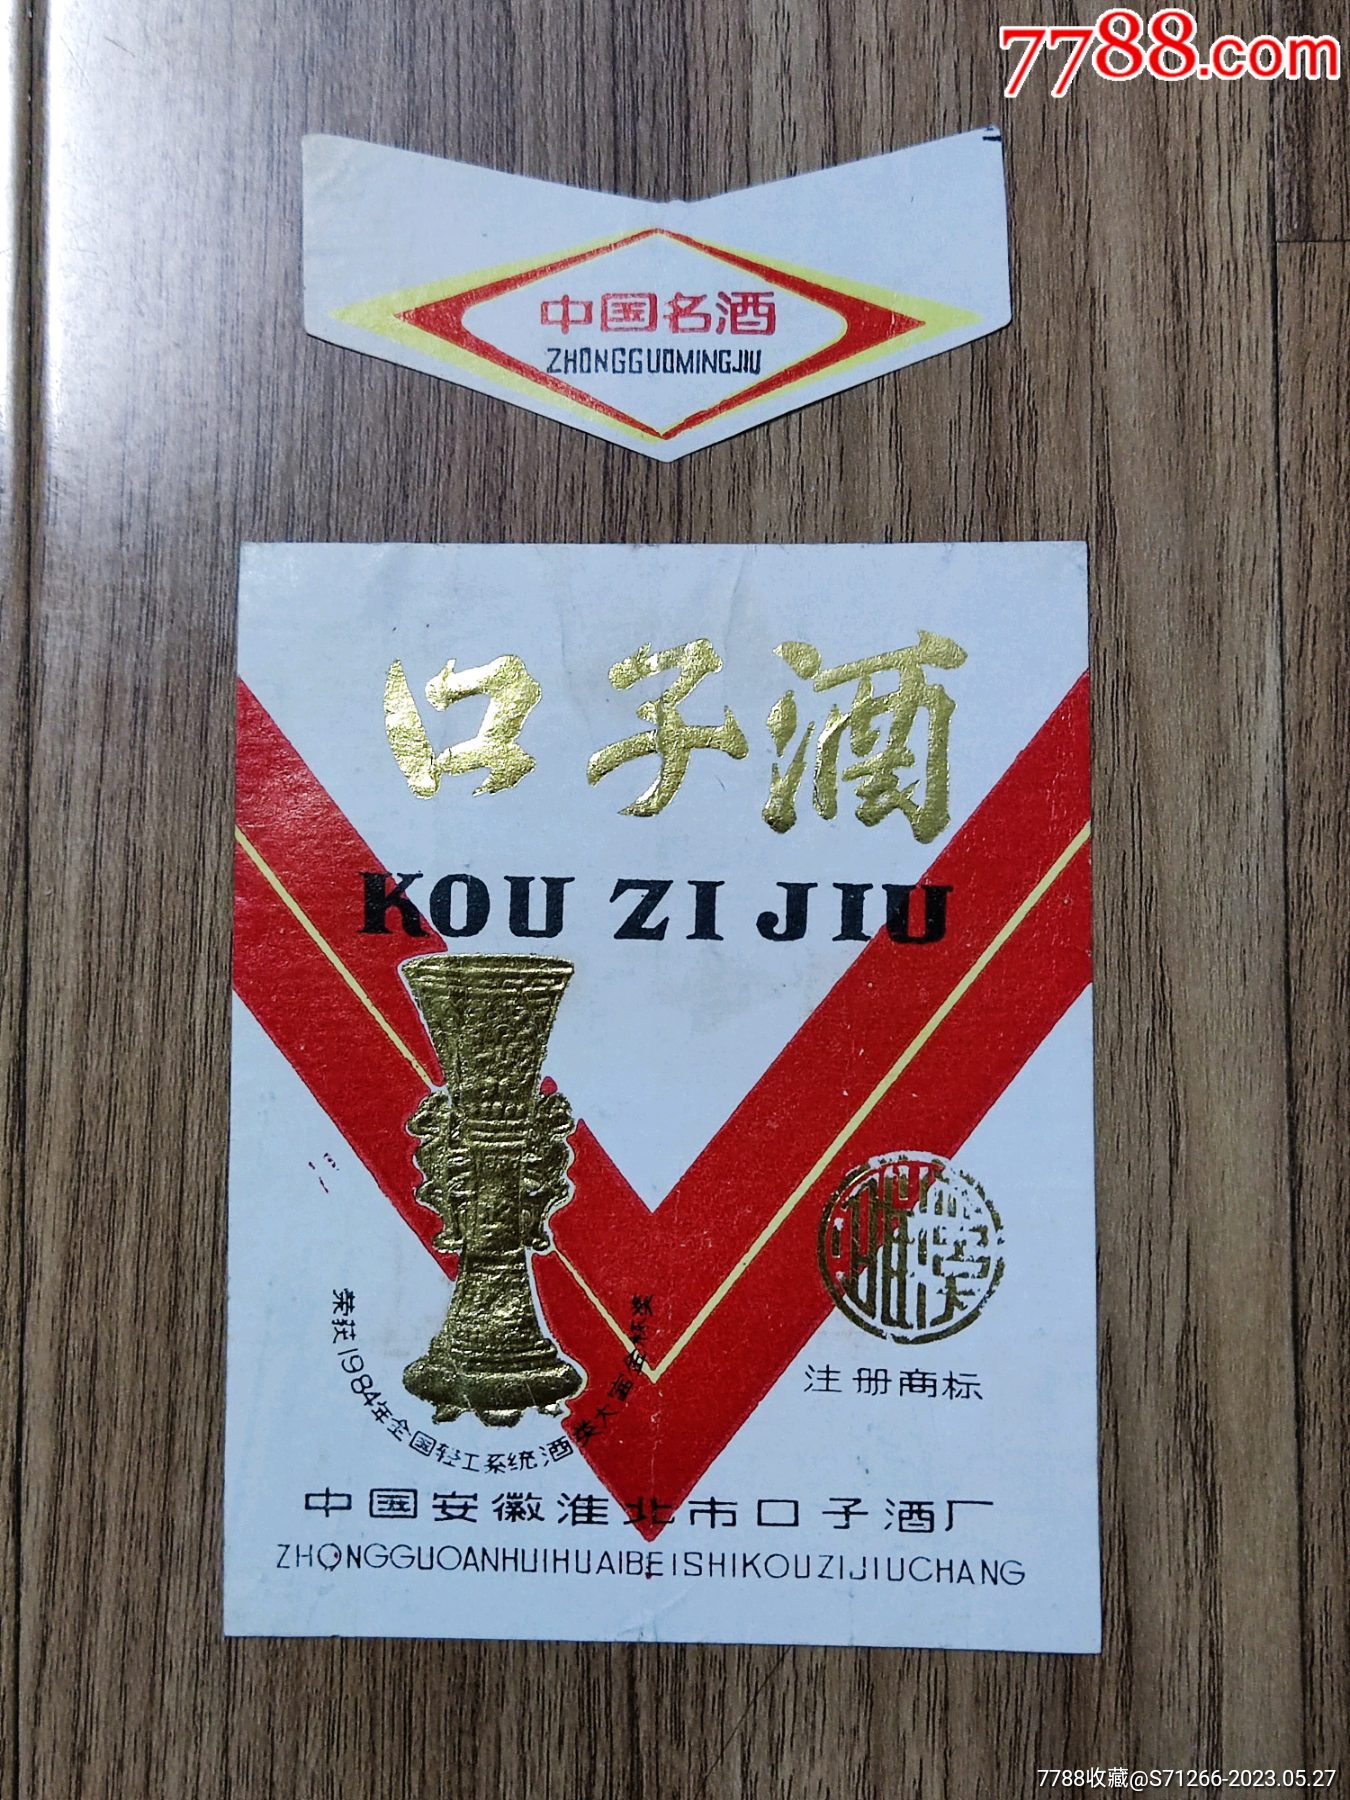 7788.com
中国名酒
ZHONGGUOMINGJIU
口子酒
KOU ZI JIU
注册商标
荣获1984年全国轻工系统酒类大赛金杯奖
中国安徽淮北市口子酒厂
ZHONGGUOANHUIHUAIBEISHIKOUZIJIUCHANG
7788收藏@S71266-2023.05.27